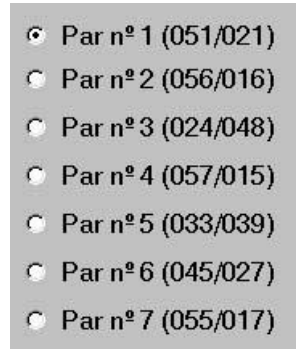 Par nº 1 (051/021)
Par nº 2 (056/016)
Par nº 3 (024/048)
Par nº 4 (057/015)
Par nº 5 (033/039)
Par nº 6 (045/027)
Par nº 7 (055/017)